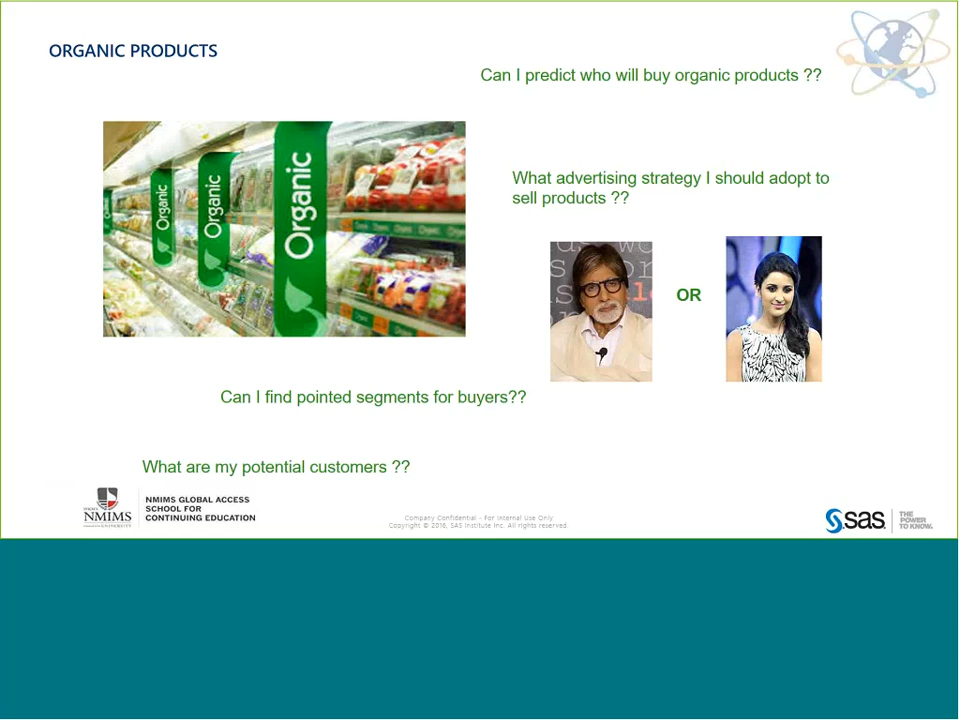 ORGANIC PRODUCTS
Can I predict who will buy organic products ??
What advertising strategy I should adopt to
sell products ??
Organic
Organic
Organic
OR
Can I find pointed segments for buyers??
What are my potential customers ??
NMIMS
NMIMS GLOBAL ACCESS
SCHOOL FOR
CONTINUING EDUCATION
Company Confidential - For Internal Use Only
Copyright © 2016, SAS Institute Inc. All rights reserved.
sas
THE
POWER
TO KNOW.